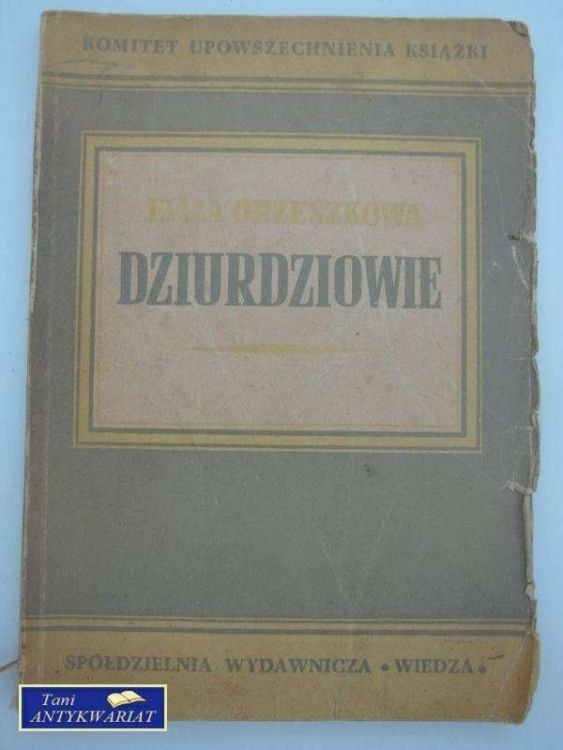 KOMITET UPOWSZECHNIENIA KSIĄŻKI
ELIZA ORZESZKOWA
DZIURDZIOWIE
SPÓŁDZIELNIA WYDAWNICZA • WIEDZA •
Tani
ANTYKWARIAT